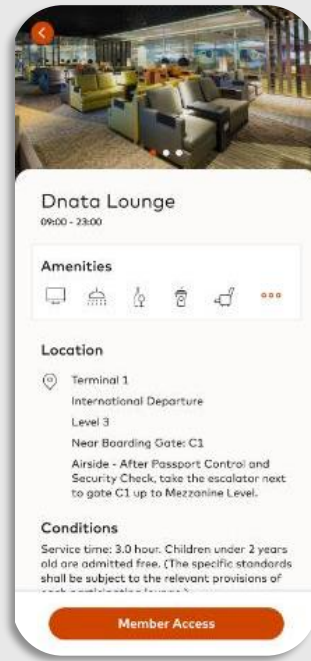 Dnata Lounge
09:00 - 23:00
Amenities
Location
Terminal 1
International Departure
Level 3
Near Boarding Gate: C1
Airside - After Passport Control and
Security Check, take the escalator next
to gate C1 up to Mezzanine Level.
Conditions
Service time: 3.0 hour. Children under 2 years
old are admitted free. (The specific standards
shall be subject to the relevant provisions of
each participating lounge.)
Member Access